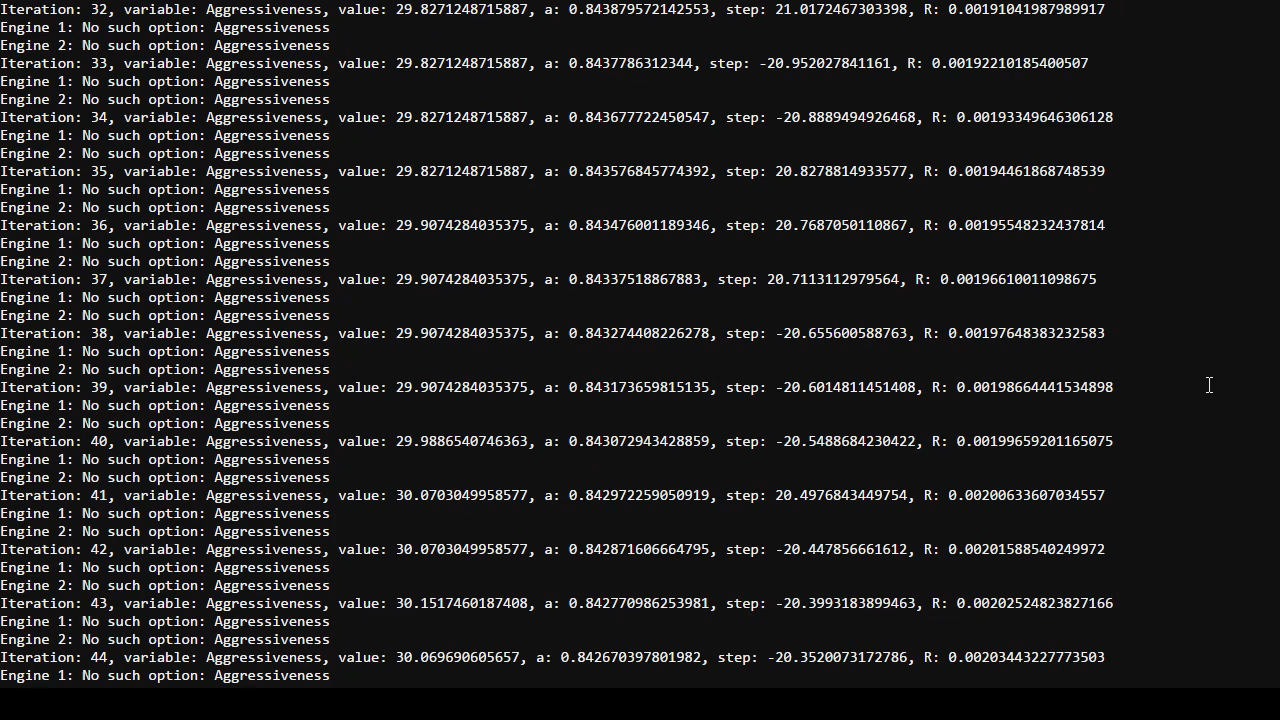 Iteration: 32, variable: Aggressiveness, value: 29.8271248715887, a: 0.843879572142553, step: 21.0172467303398, R: 0.00191041987989917
Engine 1: No such option: Aggressiveness
Engine 2: No such option: Aggressiveness
Iteration: 33, variable: Aggressiveness, value: 29.8271248715887, a: 0.8437786312344, step: -20.952027841161, R: 0.00192210185400507
Engine 1: No such option: Aggressiveness
Engine 2: No such option: Aggressiveness
Iteration: 34, variable: Aggressiveness, value: 29.8271248715887, a: 0.843677722450547, step: -20.8889494926468, R: 0.00193349646306128
Engine 1: No such option: Aggressiveness
Engine 2: No such option: Aggressiveness
Iteration: 35, variable: Aggressiveness, value: 29.8271248715887, a: 0.843576845774392, step: 20.8278814933577, R: 0.00194461868748539
Engine 1: No such option: Aggressiveness
Engine 2: No such option: Aggressiveness
Iteration: 36, variable: Aggressiveness, value: 29.9074284035375, a: 0.843476001189346, step: 20.7687050110867, R: 0.00195548232437814
Engine 1: No such option: Aggressiveness
Engine 2: No such option: Aggressiveness
Iteration: 37, variable: Aggressiveness, value: 29.9074284035375, a: 0.84337518867883, step: 20.7113112979564, R: 0.00196610011098675
Engine 1: No such option: Aggressiveness
Engine 2: No such option: Aggressiveness
Iteration: 38, variable: Aggressiveness, value: 29.9074284035375, a: 0.843274408226278, step: -20.655600588763, R: 0.00197648383232583
Engine 1: No such option: Aggressiveness
Engine 2: No such option: Aggressiveness
Iteration: 39, variable: Aggressiveness, value: 29.9074284035375, a: 0.843173659815135, step: -20.6014811451408, R: 0.00198664441534898
Engine 1: No such option: Aggressiveness
Engine 2: No such option: Aggressiveness
Iteration: 40, variable: Aggressiveness, value: 29.9886540746363, a: 0.843072943428859, step: -20.5488684230422, R: 0.00199659201165075
Engine 1: No such option: Aggressiveness
Engine 2: No such option: Aggressiveness
Iteration: 41, variable: Aggressiveness, value: 30.0703049958577, a: 0.842972259050919, step: 20.4976843449754, R: 0.00200633607034557
Engine 1: No such option: Aggressiveness
Engine 2: No such option: Aggressiveness
Iteration: 42, variable: Aggressiveness, value: 30.0703049958577, a: 0.842871606664795, step: -20.447856661612, R: 0.00201588540249972
Engine 1: No such option: Aggressiveness
Engine 2: No such option: Aggressiveness
Iteration: 43, variable: Aggressiveness, value: 30.1517460187408, a: 0.842770986253981, step: -20.3993183899463, R: 0.00202524823827166
Engine 1: No such option: Aggressiveness
Engine 2: No such option: Aggressiveness
Iteration: 44, variable: Aggressiveness, value: 30.069690605657, a: 0.842670397801982, step: -20.3520073172786, R: 0.00203443227773503
Engine 1: No such option: Aggressiveness